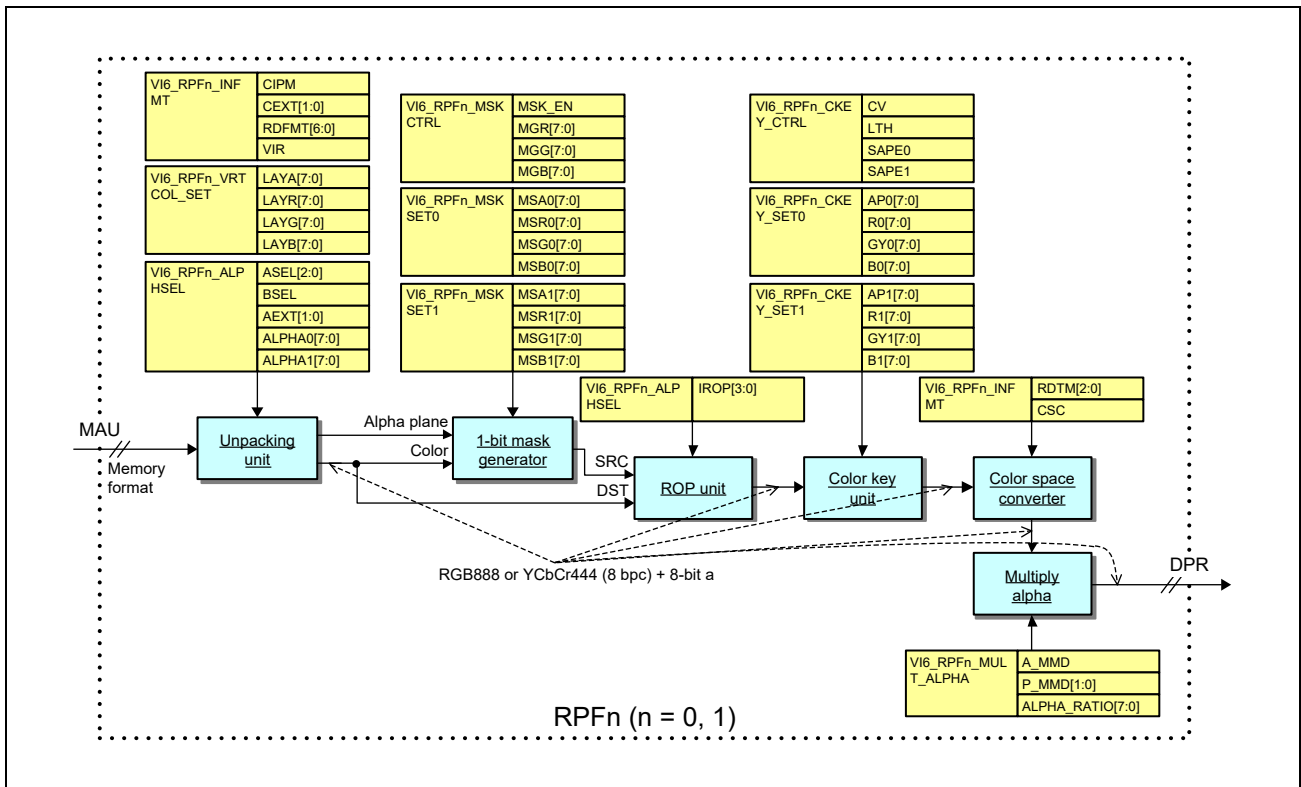 VI6_RPFn_INF
MT
CIPM
CEXT[1:0]
RDFMT[6:0]
VIR
VI6_RPFn_VRT
COL_SET
LAYA[7:0]
LAYR[7:0]
LAYG[7:0]
LAYB[7:0]
VI6_RPFn_ALP
HSEL
ASEL[2:0]
BSEL
AEXT[1:0]
ALPHA0[7:0]
ALPHA1[7:0]
VI6_RPFn_MSK
CTRL
MSK_EN
MGR[7:0]
MGG[7:0]
MGB[7:0]
VI6_RPFn_MSK
SET0
MSA0[7:0]
MSR0[7:0]
MSG0[7:0]
MSB0[7:0]
VI6_RPFn_MSK
SET1
MSA1[7:0]
MSR1[7:0]
MSG1[7:0]
MSB1[7:0]
VI6_RPFn_CKE
Y_CTRL
CV
LTH
SAPE0
SAPE1
VI6_RPFn_CKE
Y_SET0
AP0[7:0]
R0[7:0]
GY0[7:0]
B0[7:0]
VI6_RPFn_CKE
Y_SET1
AP1[7:0]
R1[7:0]
GY1[7:0]
B1[7:0]
VI6_RPFn_ALP
HSEL
IROP[3:0]
VI6_RPFn_INF
MT
RDTM[2:0]
CSC
MAU
Memory
format
Unpacking
unit
Alpha plane
Color
1-bit mask
generator
SRC
DST
ROP unit
Color key
unit
Color space
converter
RGB888 or YCbCr444 (8 bpc) + 8-bit a
Multiply
alpha
DPR
VI6_RPFn_MUL
T_ALPHA
A_MMD
P_MMD[1:0]
ALPHA_RATIO[7:0]
RPFn (n = 0, 1)